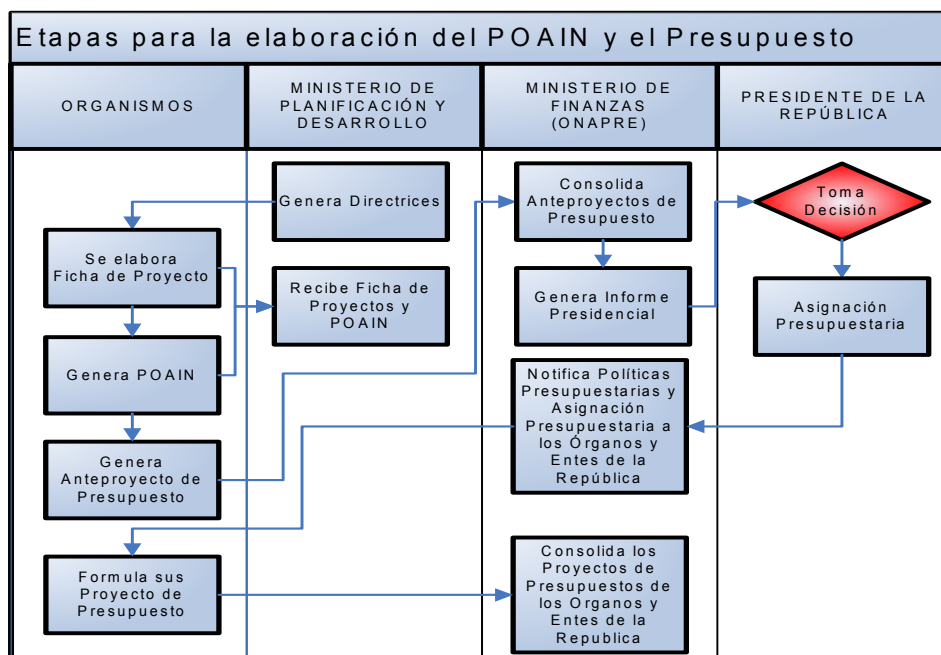 Etapas para la elaboración del POAIN y el Presupuesto
ORGANISMOS
MINISTERIO DE
PLANIFICACIÓN Y
DESARROLLO
MINISTERIO DE
FINANZAS
(ONAPRE)
PRESIDENTE DE LA
REPÚBLICA
Genera Directrices
Consolida
Anteproyectos de
Presupuesto
Toma
Decisión
Se elabora
Ficha de Proyecto
Recibe Ficha de
Proyectos y
POAIN
Genera Informe
Presidencial
Asignación
Presupuestaria
Genera POAIN
Notifica Políticas
Presupuestarias y
Asignación
Presupuestaria a
los Órganos y
Entes de la
República
Genera
Anteproyecto de
Presupuesto
Formula sus
Proyecto de
Presupuesto
Consolida los
Proyectos de
Presupuestos de
los Organos y
Entes de la
Republica